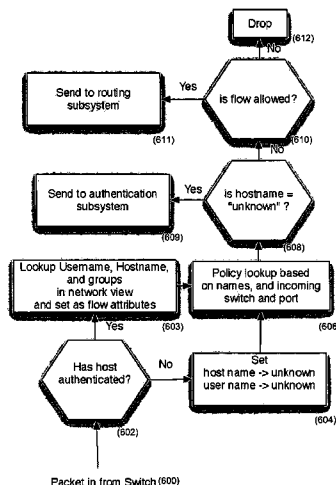 Drop
(612)
No
Send to routing
subsystem
(611)
Yes
is flow allowed?
(610)
No
Send to authentication
subsystem
(609)
Yes
is hostname =
"unknown" ?
(608)
Lookup Username, Hostname,
and groups
in network view
and set as flow attributes
(603)
Policy lookup based
on names, and incoming
switch and port
(606)
Yes
Has host
authenticated?
(602)
No
Set
host name -> unknown
user name -> unknown
(604)
Packet in from Switch (600)